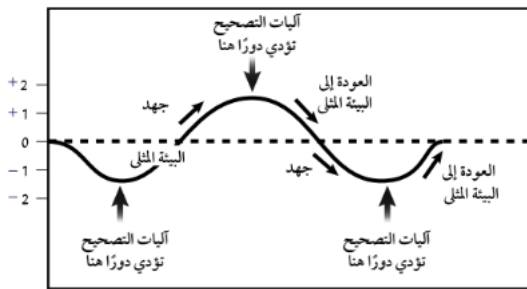 آليات التصحيح
تؤدي دورًا هنا
+2
+1
0
−1
−2
جهد
العودة إلى
البيئة المثلى
البيئة المثلى
جهد
العودة إلى
البيئة المثلى
آليات التصحيح
تؤدي دورًا هنا
آليات التصحيح
تؤدي دورًا هنا